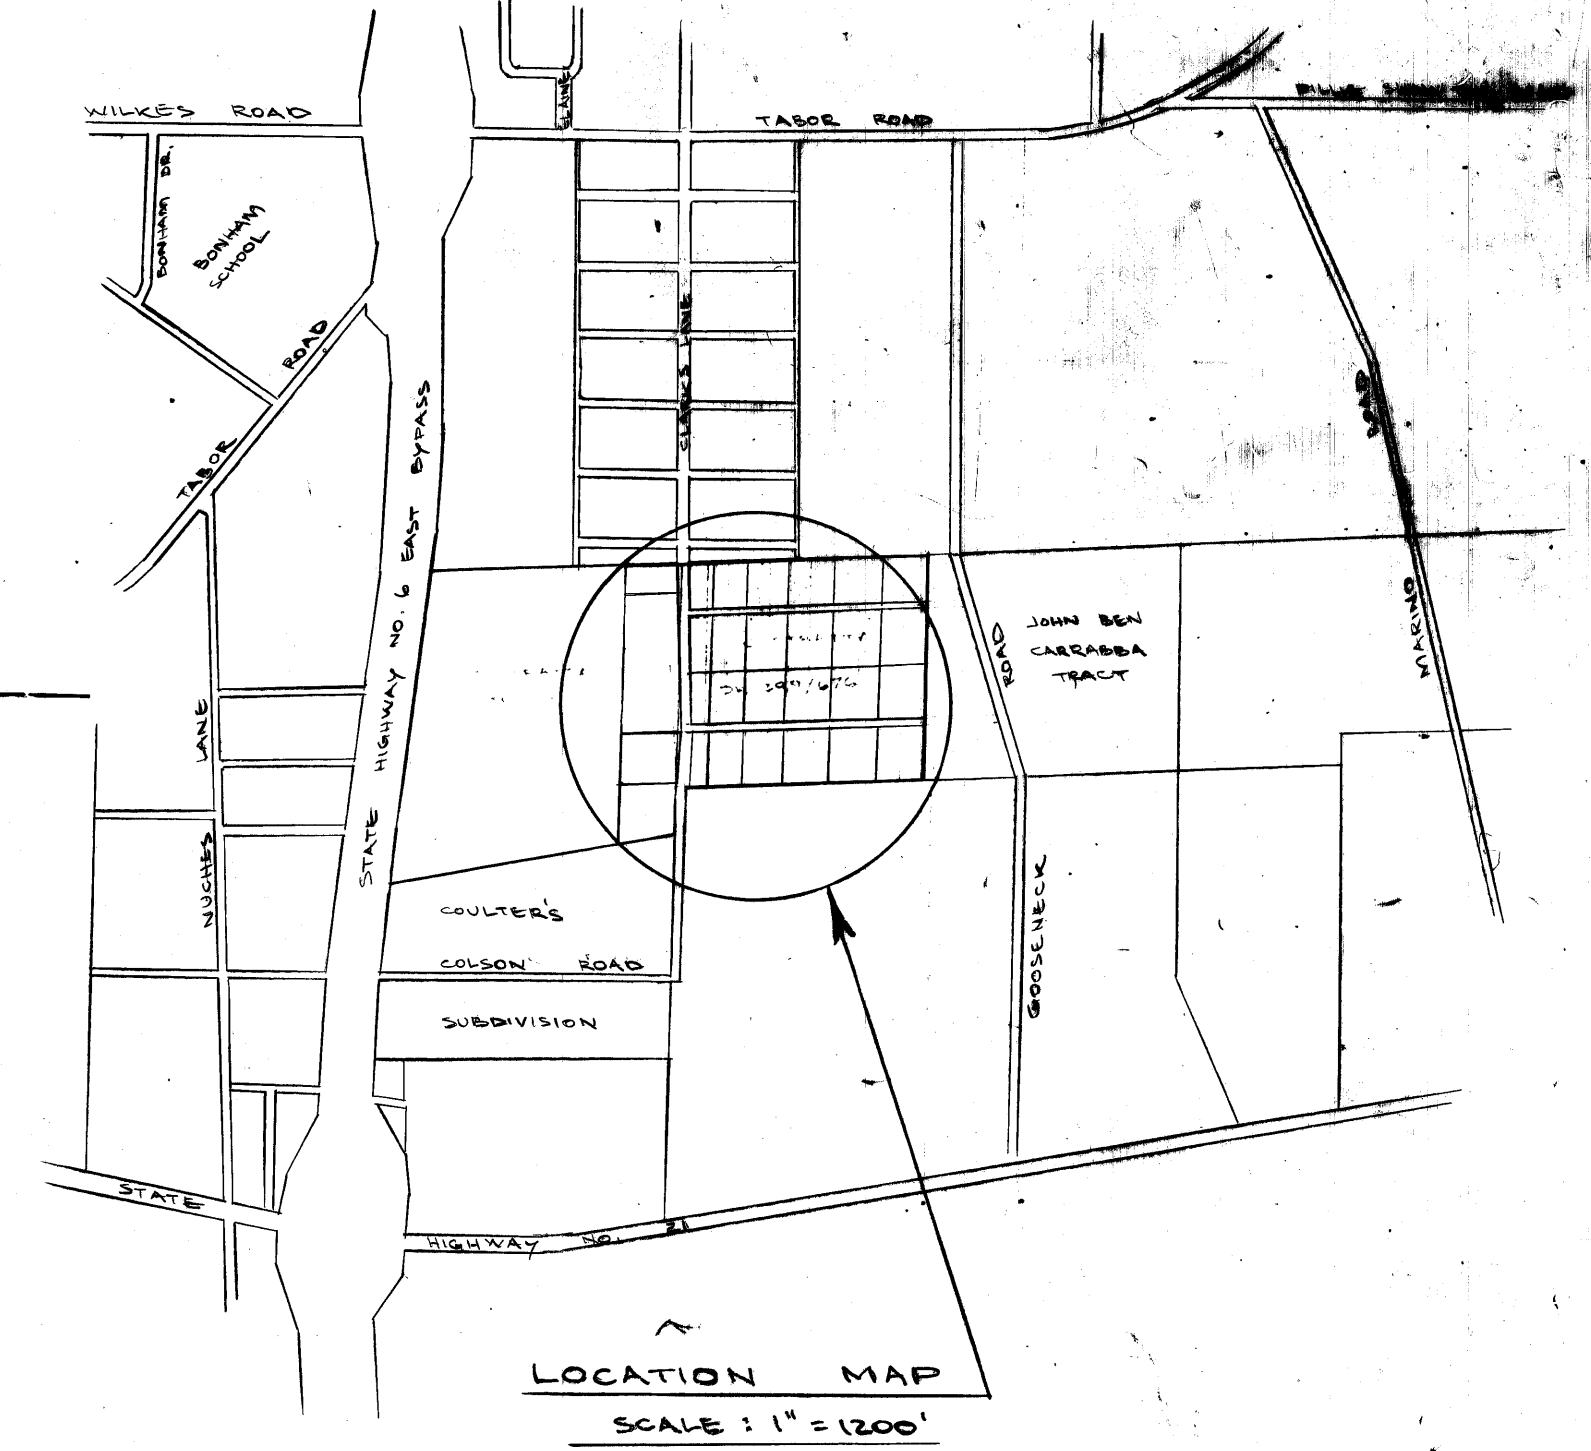 WILKES ROAD
ELAINE
TABOR ROAD
BONHAM DR.
BONHAM
SCHOOL
TABOR ROAD
CLARKS LANE
STATE HIGHWAY NO. 6 EAST BYPASS
MARINO ROAD
JOHN BEN
CARRABBA
TRACT
GOOSENECK ROAD
NUCHES LANE
COULTER'S
COLSON ROAD
SUBDIVISION
STATE HIGHWAY NO. 21
LOCATION MAP
SCALE : 1" = 1200'